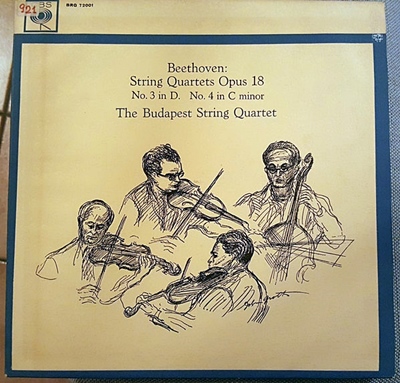 921
CBS
BRG 72001
Beethoven:
String Quartets Opus 18
No. 3 in D. No. 4 in C minor
The Budapest String Quartet